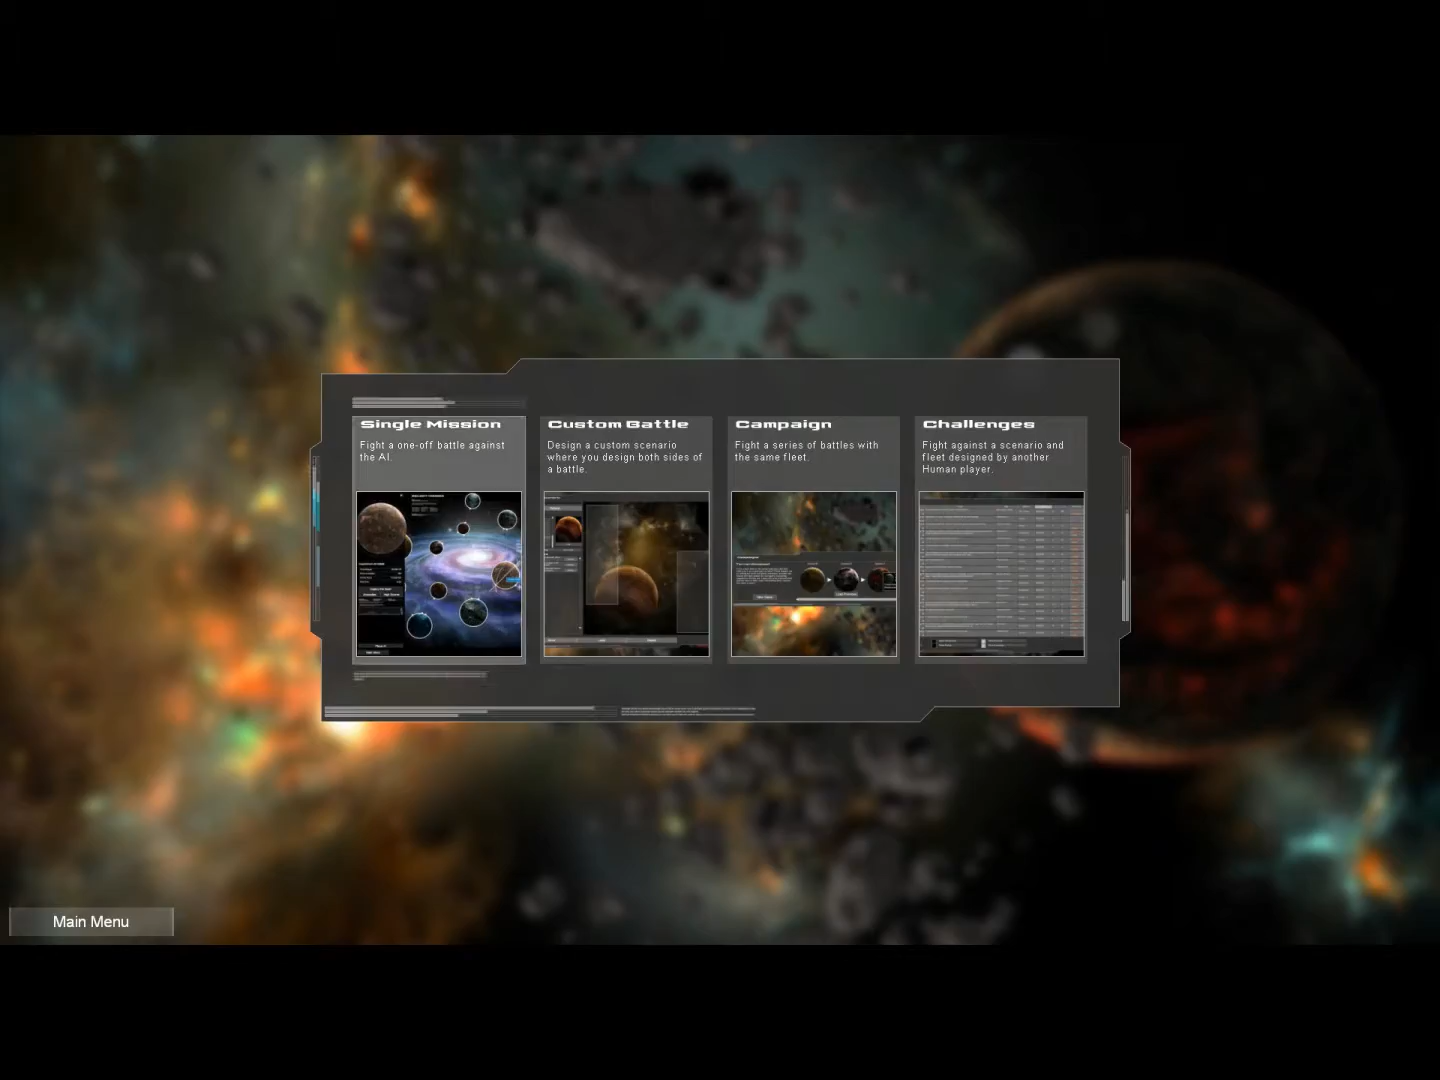 Single Mission
Fight a one-off battle against
the AI.
Custom Battle
Design a custom scenario
where you design both sides of
a battle.
Campaign
Fight a series of battles with
the same fleet.
Challenges
Fight against a scenario and
fleet designed by another
Human player.
Main Menu